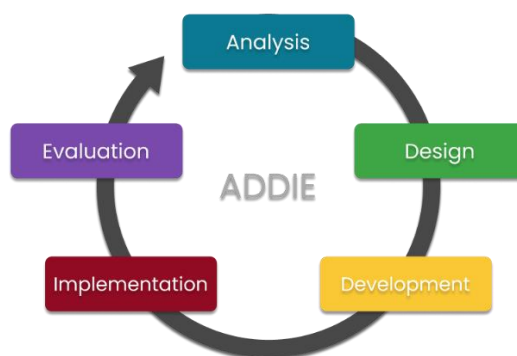 Analysis
Evaluation
Design
ADDIE
Implementation
Development